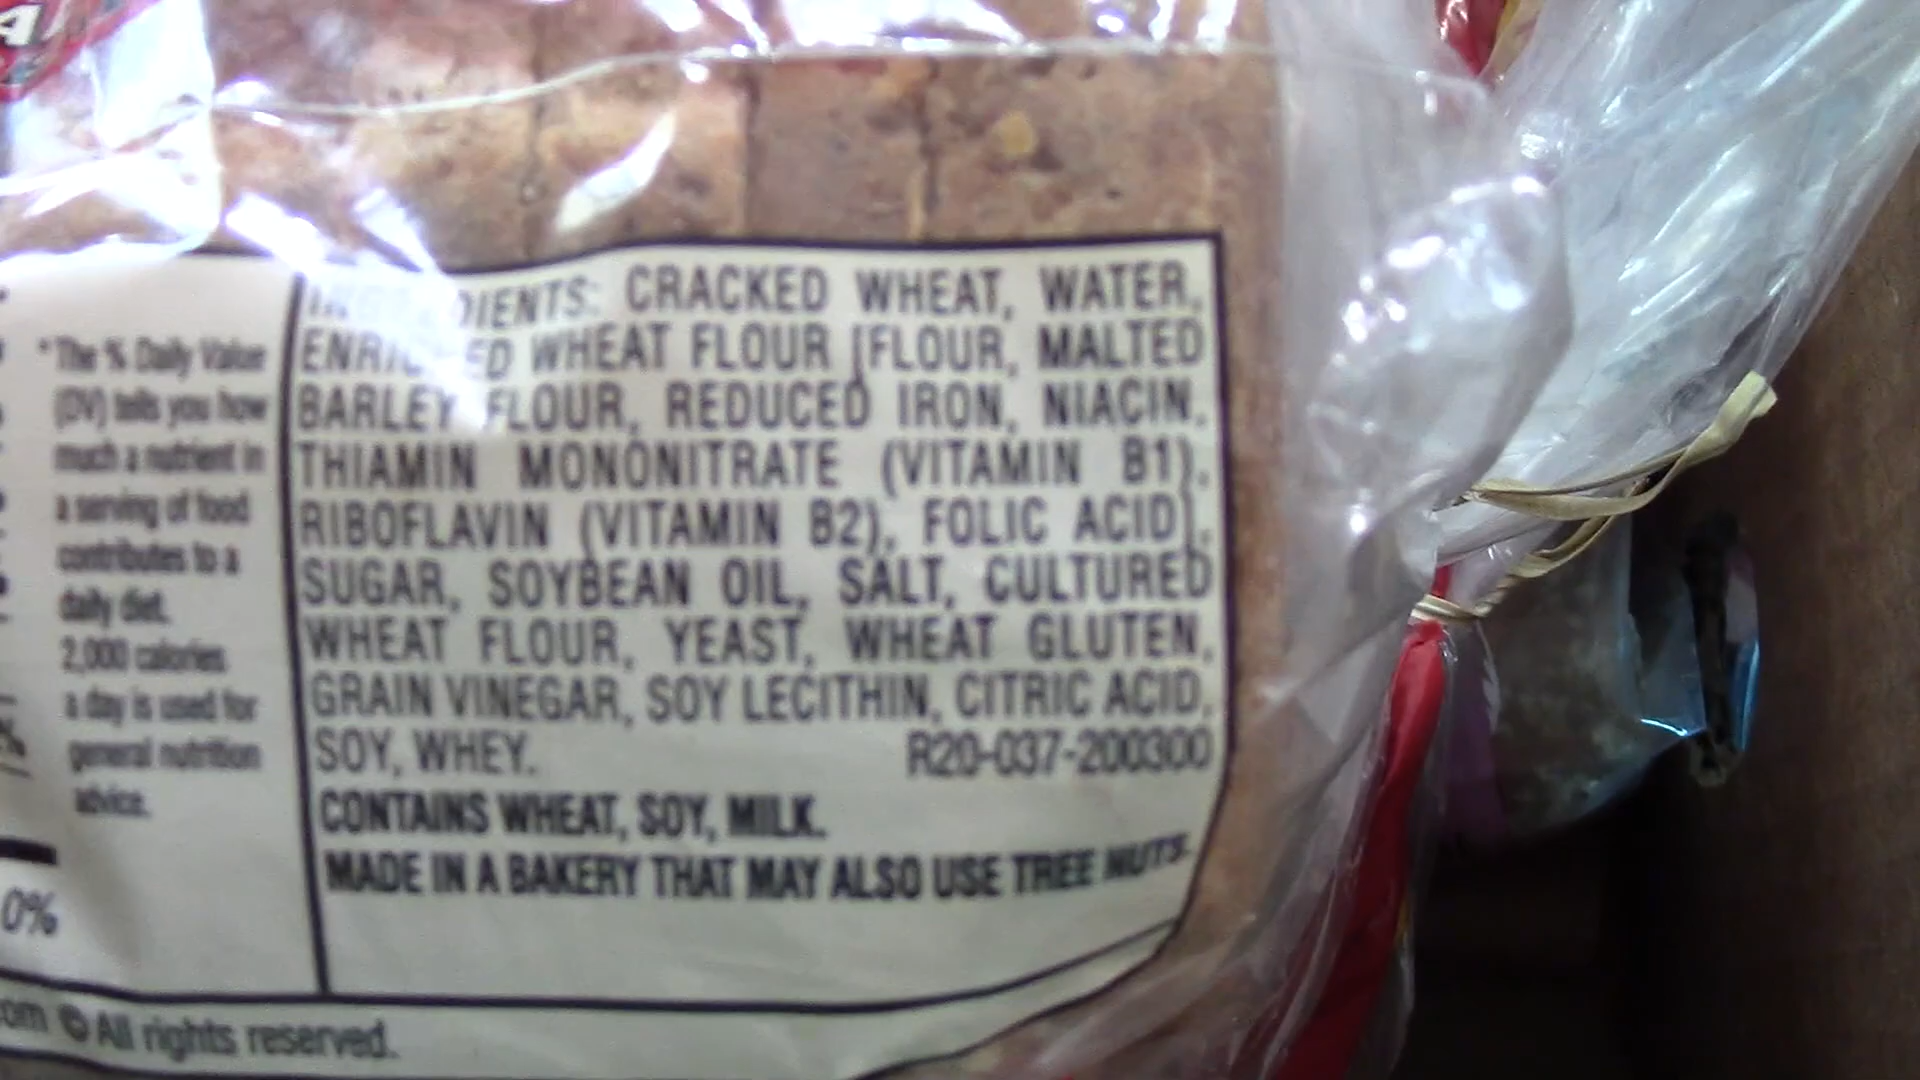 * The % Daily Value
(DV) tells you how
much a nutrient in
a serving of food
contributes to a
daily diet.
2,000 calories
a day is used for
general nutrition
advice.
0%
INGREDIENTS: CRACKED WHEAT, WATER,
ENRICHED WHEAT FLOUR [FLOUR, MALTED
BARLEY FLOUR, REDUCED IRON, NIACIN,
THIAMIN MONONITRATE (VITAMIN B1),
RIBOFLAVIN (VITAMIN B2), FOLIC ACID],
SUGAR, SOYBEAN OIL, SALT, CULTURED
WHEAT FLOUR, YEAST, WHEAT GLUTEN,
GRAIN VINEGAR, SOY LECITHIN, CITRIC ACID,
SOY, WHEY. R20-037-200300
CONTAINS WHEAT, SOY, MILK.
MADE IN A BAKERY THAT MAY ALSO USE TREE NUTS.
om © All rights reserved.